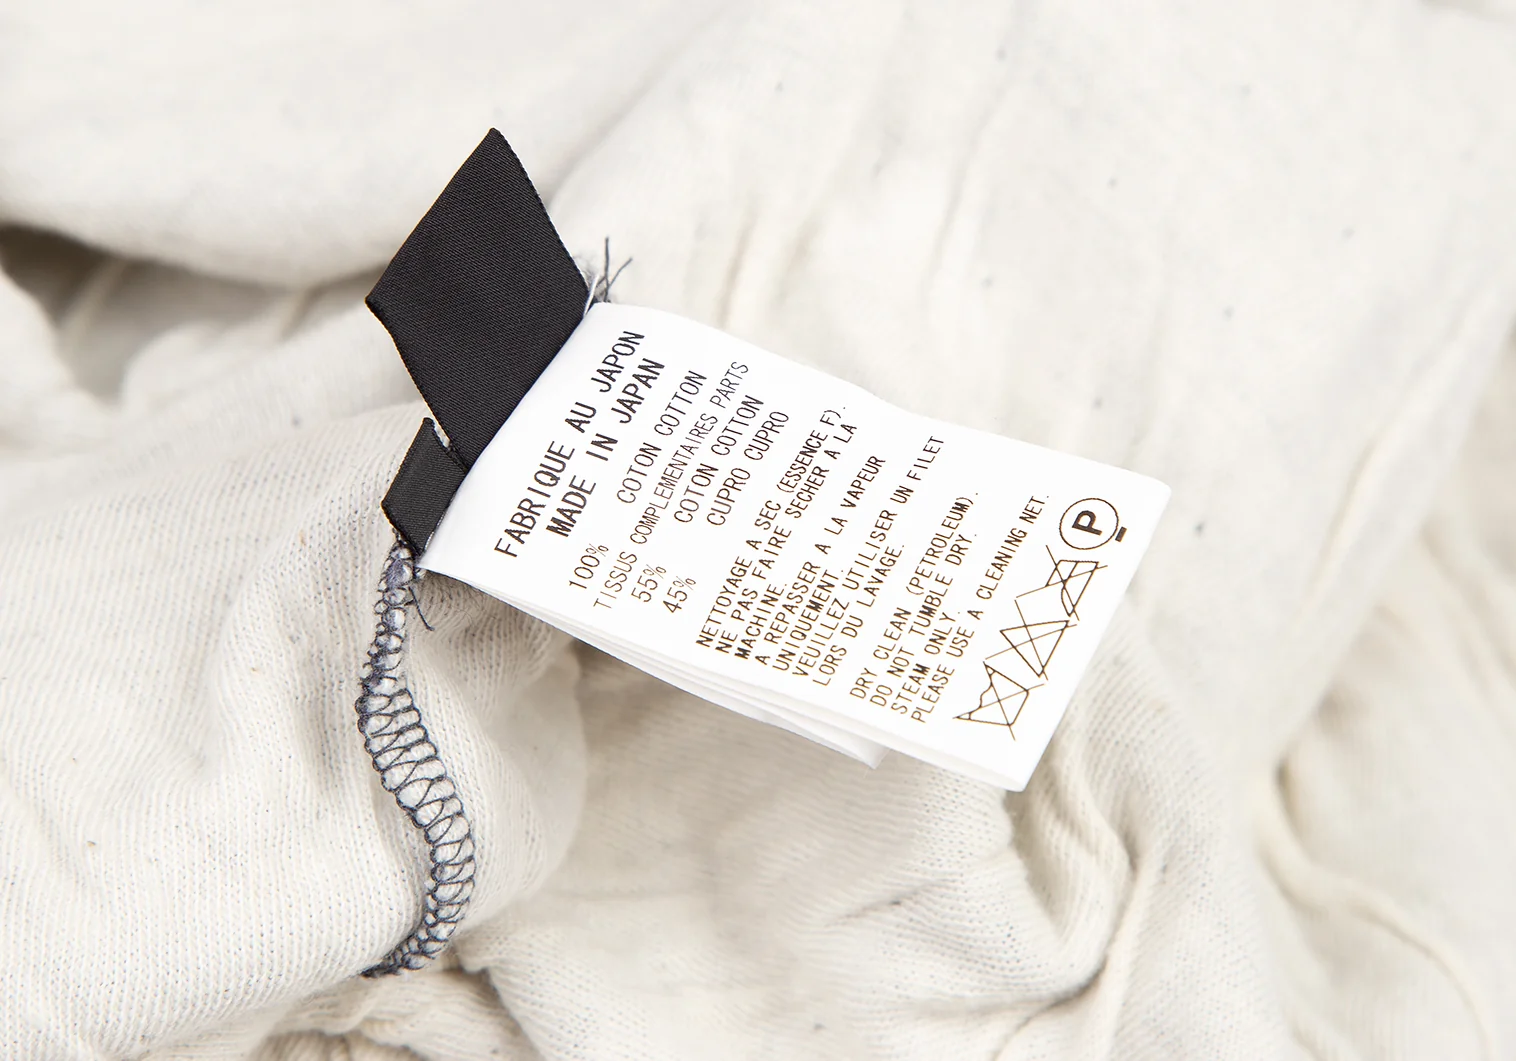 FABRIQUE AU JAPON
MADE IN JAPAN
100% COTON COTTON
TISSUS COMPLEMENTAIRES PARTS
55% COTON COTTON
45% CUPRO CUPRO
NETTOYAGE A SEC (ESSENCE F).
NE PAS FAIRE SECHER A LA
MACHINE.
A REPASSER A LA VAPEUR
UNIQUEMENT.
VEUILLEZ UTILISER UN FILET
LORS DU LAVAGE.
DRY CLEAN (PETROLEUM).
DO NOT TUMBLE DRY.
STEAM ONLY.
PLEASE USE A CLEANING NET.
P